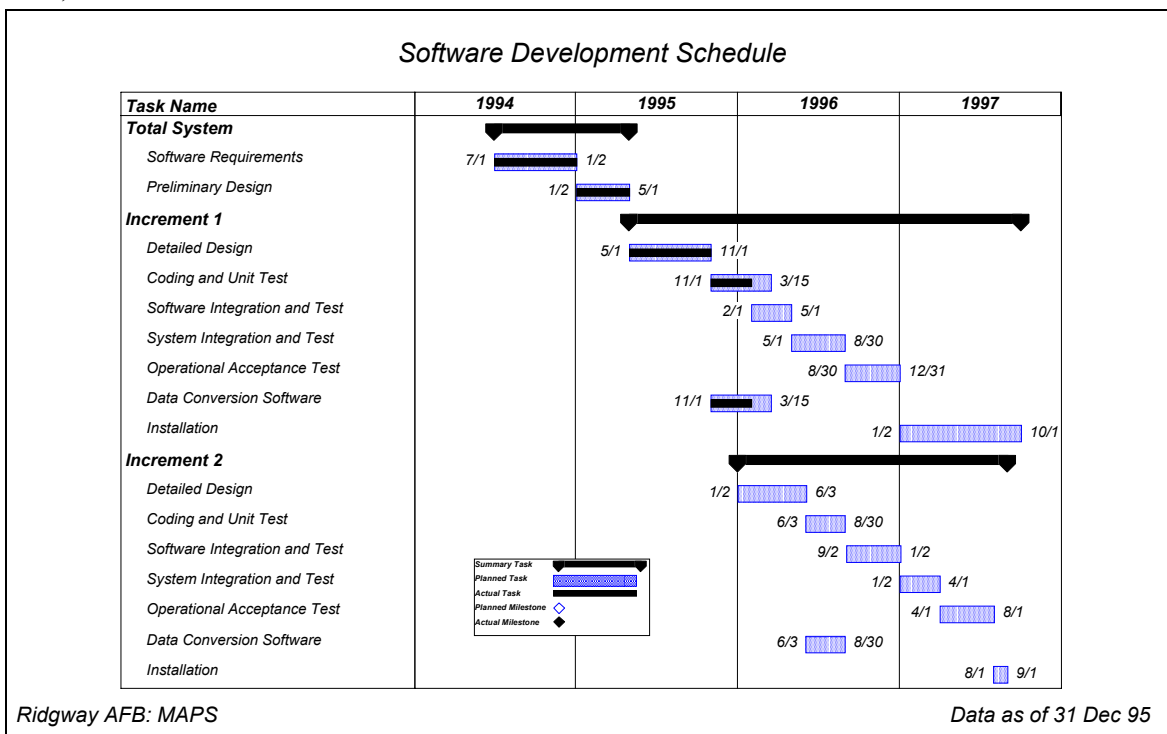 Software Development Schedule
Task Name 1994 1995 1996 1997
Total System
Software Requirements 7/1 1/2
Preliminary Design 1/2 5/1
Increment 1
Detailed Design 5/1 11/1
Coding and Unit Test 11/1 3/15
Software Integration and Test 2/1 5/1
System Integration and Test 5/1 8/30
Operational Acceptance Test 8/30 12/31
Data Conversion Software 11/1 3/15
Installation 1/2 10/1
Increment 2
Detailed Design 1/2 6/3
Coding and Unit Test 6/3 8/30
Software Integration and Test 9/2 1/2
System Integration and Test 1/2 4/1
Operational Acceptance Test 4/1 8/1
Data Conversion Software 6/3 8/30
Installation 8/1 9/1
Summary Task
Planned Task
Actual Task
Planned Milestone
Actual Milestone
Ridgway AFB: MAPS Data as of 31 Dec 95